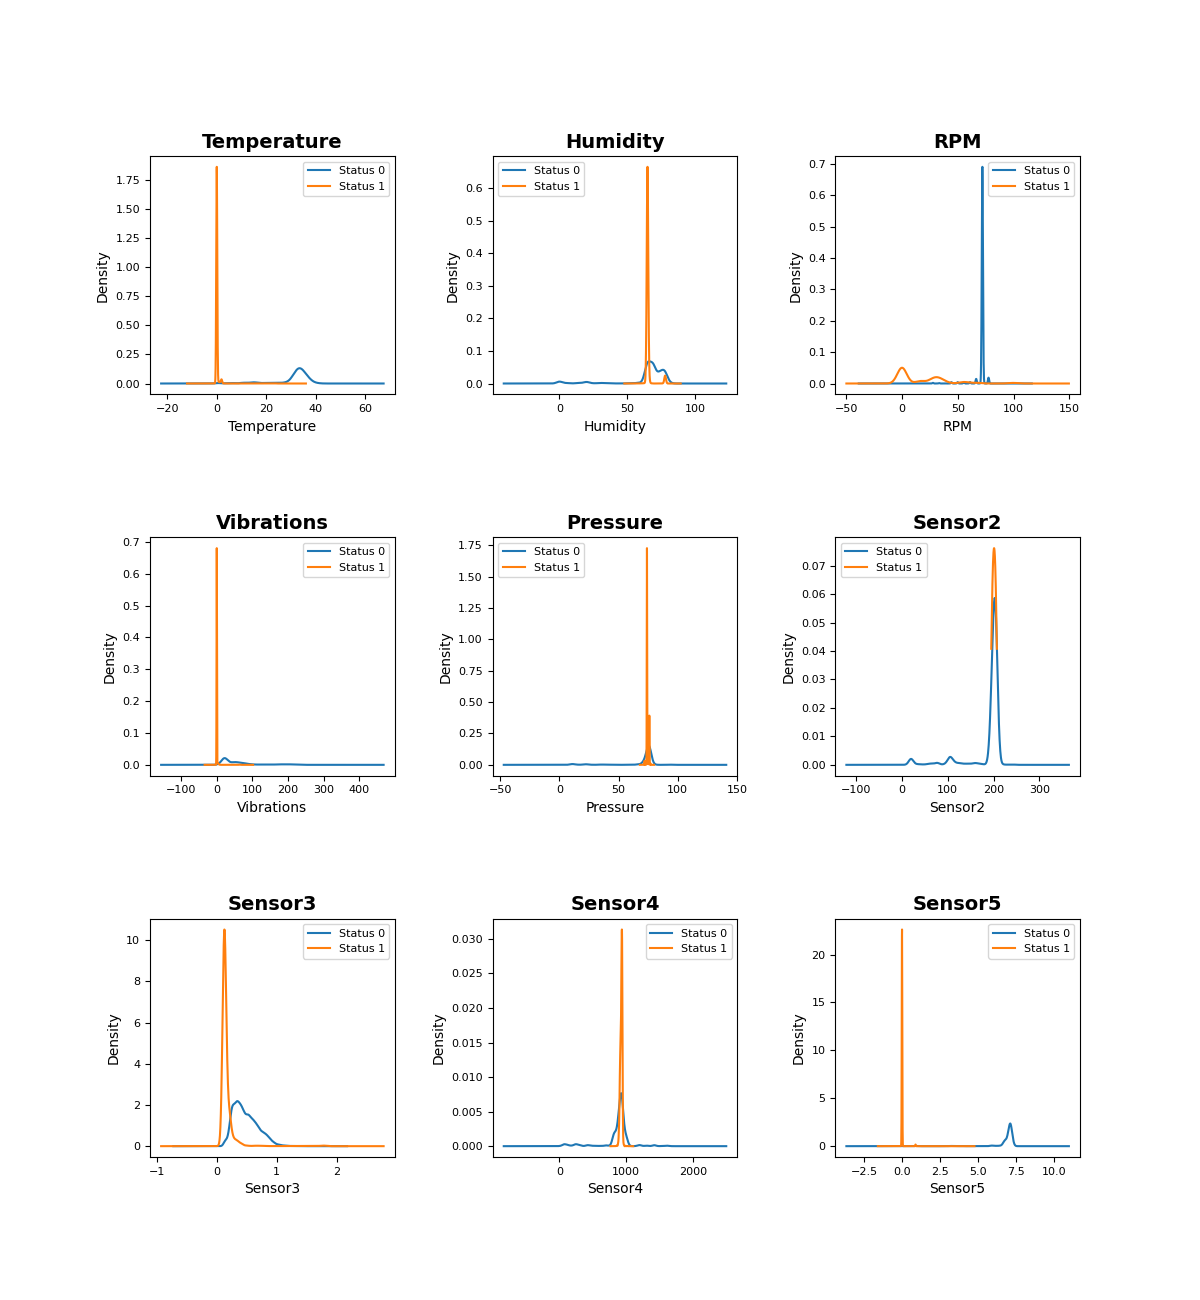 Temperature
Humidity
RPM
Status 0
Status 1
Status 0
Status 1
Status 0
Status 1
Density
1.75
1.50
1.25
1.00
0.75
0.50
0.25
0.00
−20
0
20
40
60
Temperature
Density
0.6
0.5
0.4
0.3
0.2
0.1
0.0
0
50
100
Humidity
Density
0.7
0.6
0.5
0.4
0.3
0.2
0.1
0.0
−50
0
50
100
150
RPM
Vibrations
Pressure
Sensor2
Status 0
Status 1
Status 0
Status 1
Status 0
Status 1
Density
0.7
0.6
0.5
0.4
0.3
0.2
0.1
0.0
−100
0
100
200
300
400
Vibrations
Density
1.75
1.50
1.25
1.00
0.75
0.50
0.25
0.00
−50
0
50
100
150
Pressure
Density
0.07
0.06
0.05
0.04
0.03
0.02
0.01
0.00
−100
0
100
200
300
Sensor2
Sensor3
Sensor4
Sensor5
Status 0
Status 1
Status 0
Status 1
Status 0
Status 1
Density
10
8
6
4
2
0
−1
0
1
2
Sensor3
Density
0.030
0.025
0.020
0.015
0.010
0.005
0.000
0
1000
2000
Sensor4
Density
20
15
10
5
0
−2.5
0.0
2.5
5.0
7.5
10.0
Sensor5